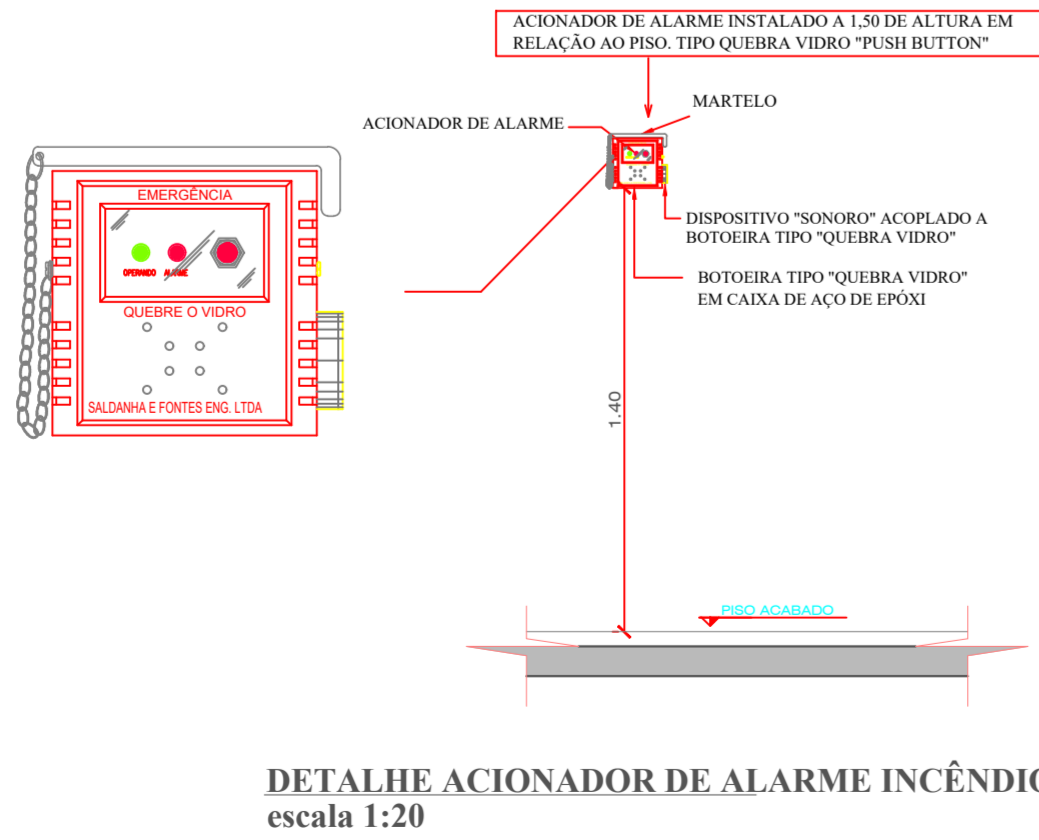 ACIONADOR DE ALARME INSTALADO A 1,50 DE ALTURA EM
RELAÇÃO AO PISO. TIPO QUEBRA VIDRO "PUSH BUTTON"
MARTELO
ACIONADOR DE ALARME
EMERGÊNCIA
OPERANDO ALARME
QUEBRE O VIDRO
SALDANHA E FONTES ENG. LTDA
DISPOSITIVO "SONORO" ACOPLADO A
BOTOEIRA TIPO "QUEBRA VIDRO"
BOTOEIRA TIPO "QUEBRA VIDRO"
EM CAIXA DE AÇO DE EPÓXI
1.40
PISO ACABADO
DETALHE ACIONADOR DE ALARME INCÊNDIO
escala 1:20